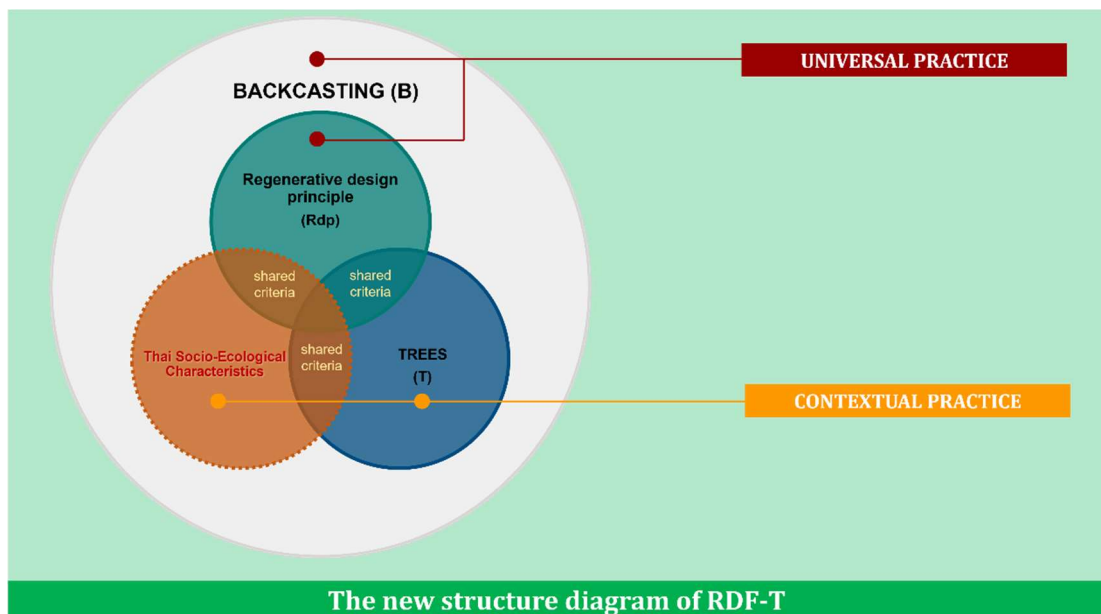 UNIVERSAL PRACTICE
BACKCASTING (B)
Regenerative design
principle
(Rdp)
shared
criteria
shared
criteria
Thai Socio-Ecological
Characteristics
shared
criteria
TREES
(T)
CONTEXTUAL PRACTICE
The new structure diagram of RDF-T